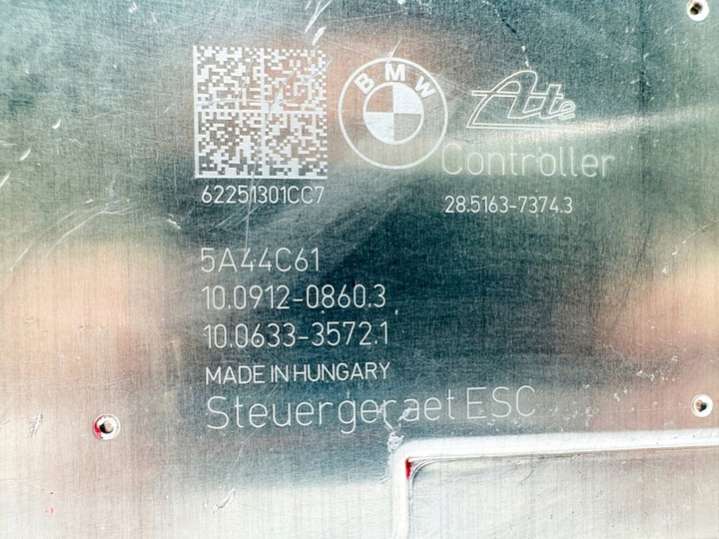 BMW
Ate
Controller
62251301CC7
28.5163-7374.3
5A44C61
10.0912-0860.3
10.0633-3572.1
MADE IN HUNGARY
Steuergeraet ESC